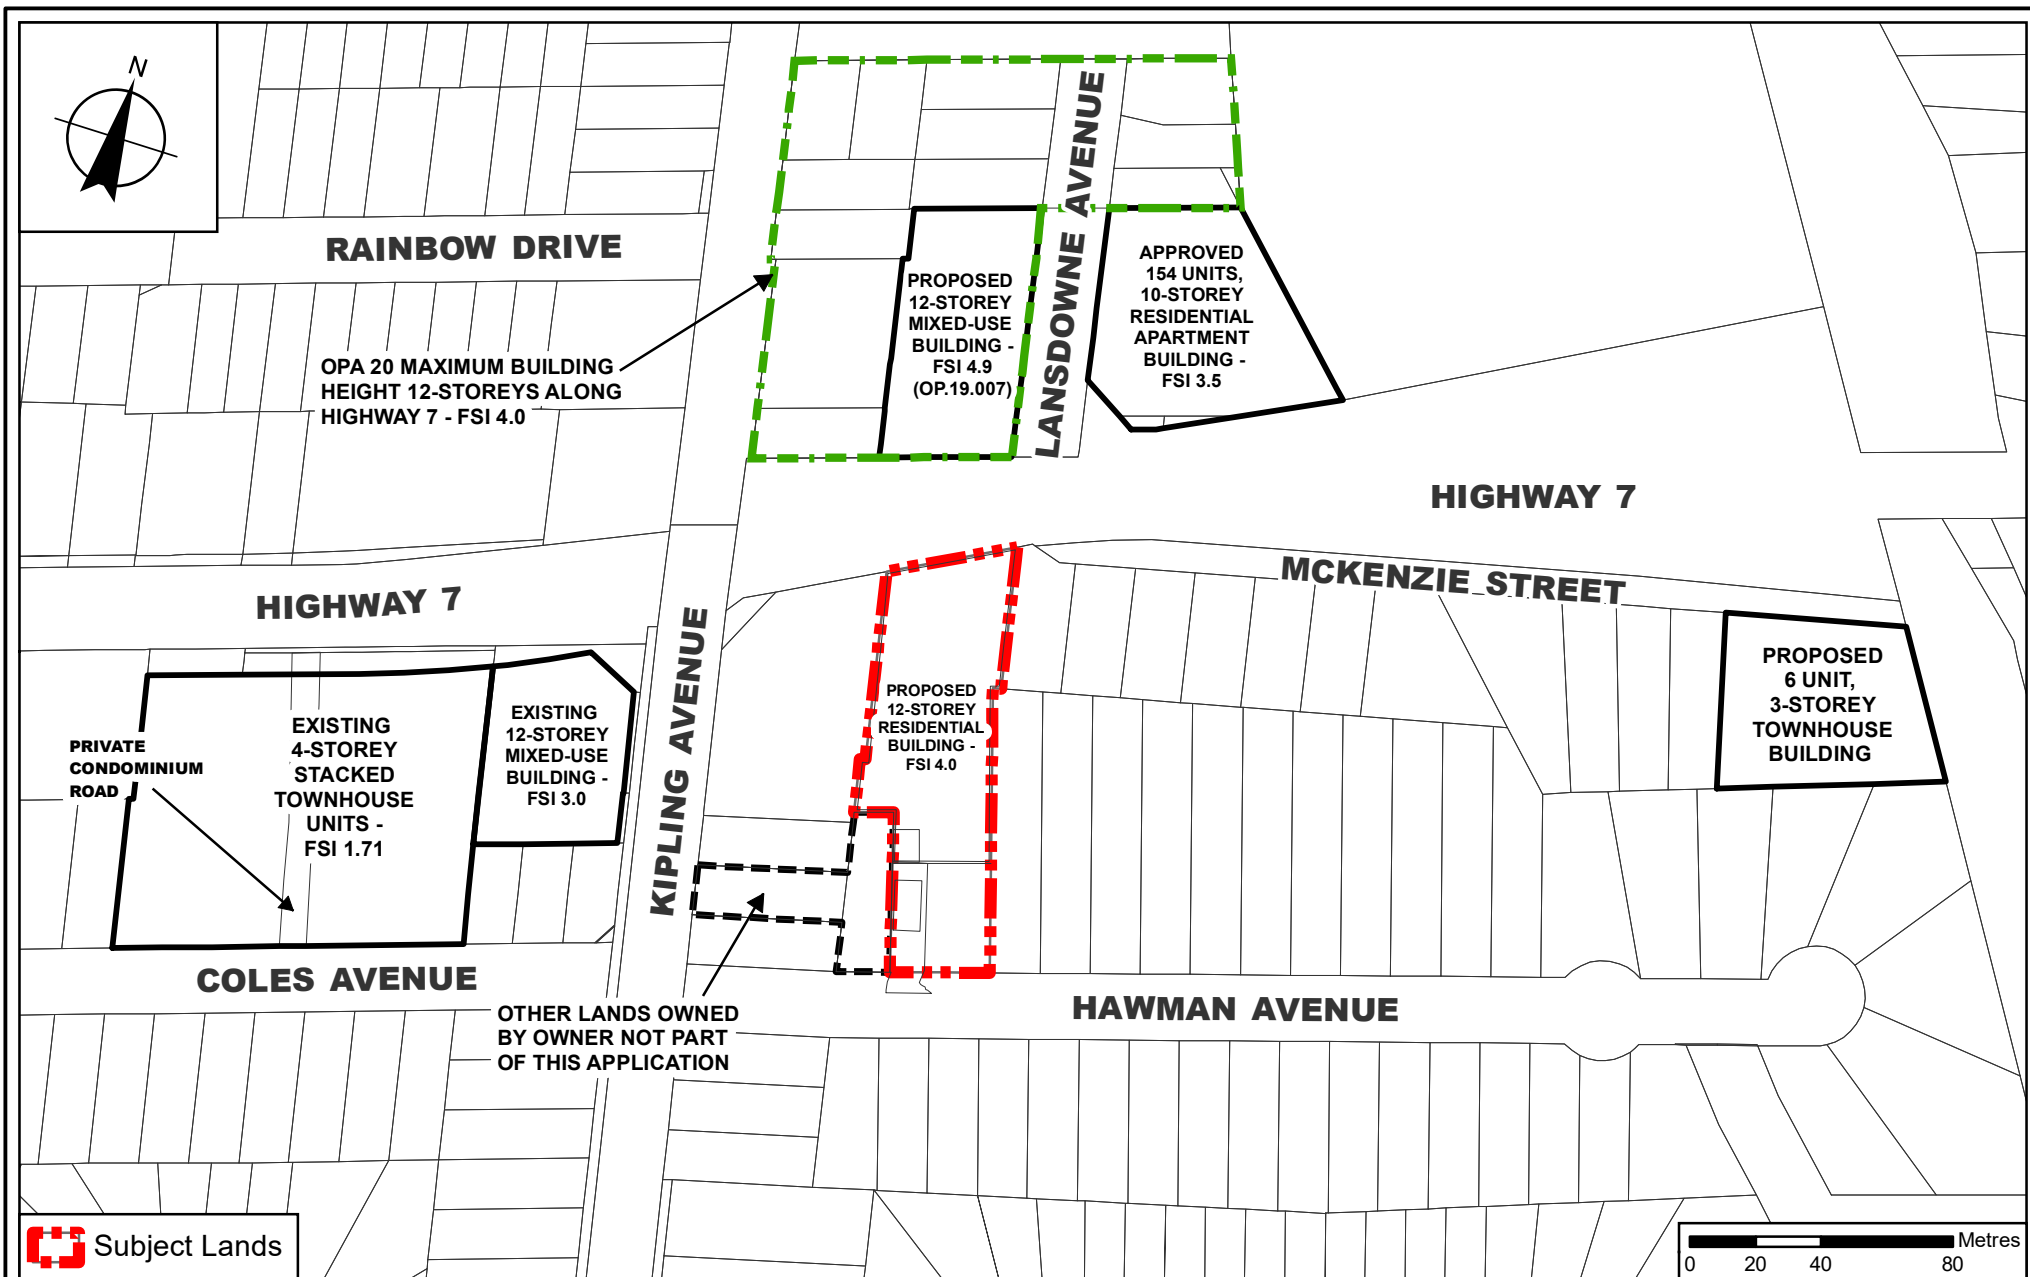 N
RAINBOW DRIVE
LANSDOWNE AVENUE
PROPOSED
12-STOREY
MIXED-USE
BUILDING -
FSI 4.9
(OP.19.007)
APPROVED
154 UNITS,
10-STOREY
RESIDENTIAL
APARTMENT
BUILDING -
FSI 3.5
OPA 20 MAXIMUM BUILDING
HEIGHT 12-STOREYS ALONG
HIGHWAY 7 - FSI 4.0
HIGHWAY 7
MCKENZIE STREET
HIGHWAY 7
KIPLING AVENUE
PRIVATE
CONDOMINIUM
ROAD
EXISTING
4-STOREY
STACKED
TOWNHOUSE
UNITS -
FSI 1.71
EXISTING
12-STOREY
MIXED-USE
BUILDING -
FSI 3.0
PROPOSED
12-STOREY
RESIDENTIAL
BUILDING -
FSI 4.0
PROPOSED
6 UNIT,
3-STOREY
TOWNHOUSE
BUILDING
COLES AVENUE
HAWMAN AVENUE
OTHER LANDS OWNED
BY OWNER NOT PART
OF THIS APPLICATION
Subject Lands
Metres
0 20 40 80